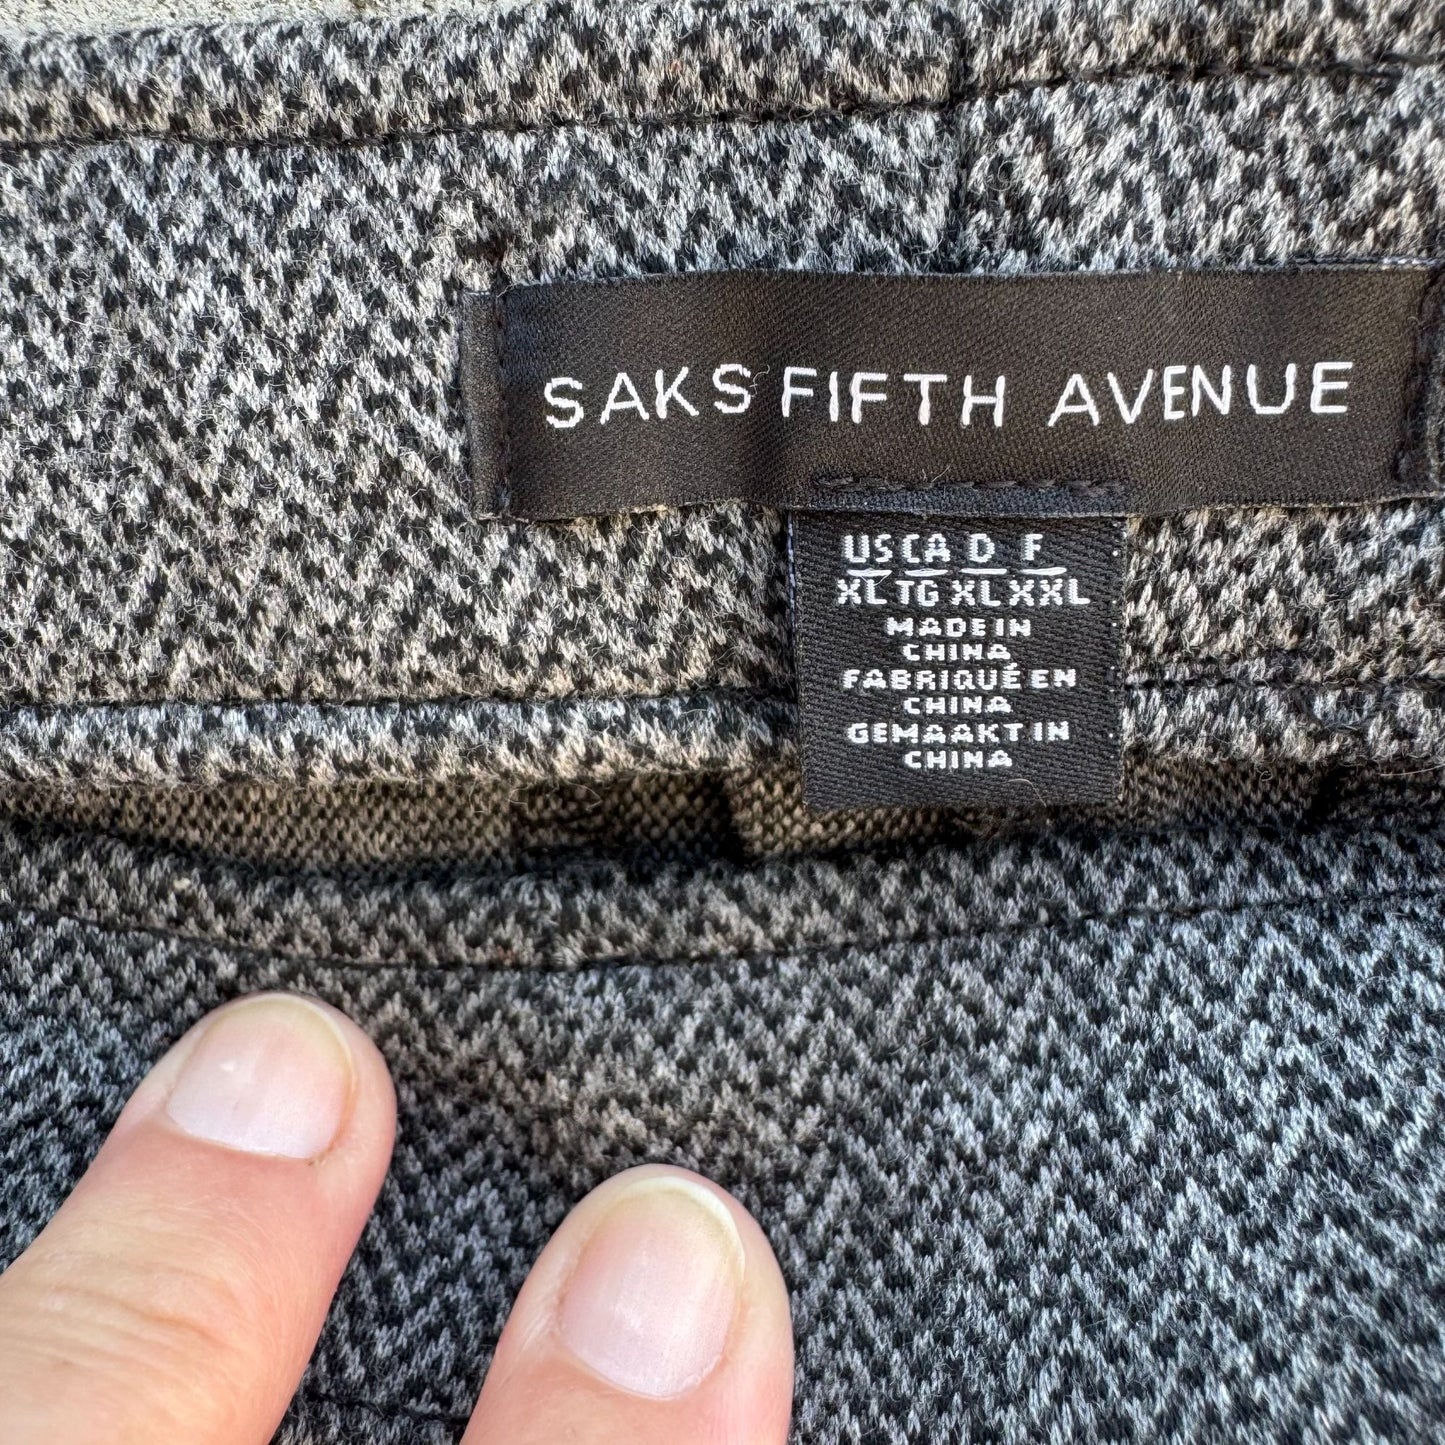 SAKS FIFTH AVENUE
US CA D F
XL TG XL XXL
MADE IN
CHINA
FABRIQUÉ EN
CHINA
GEMAAKT IN
CHINA